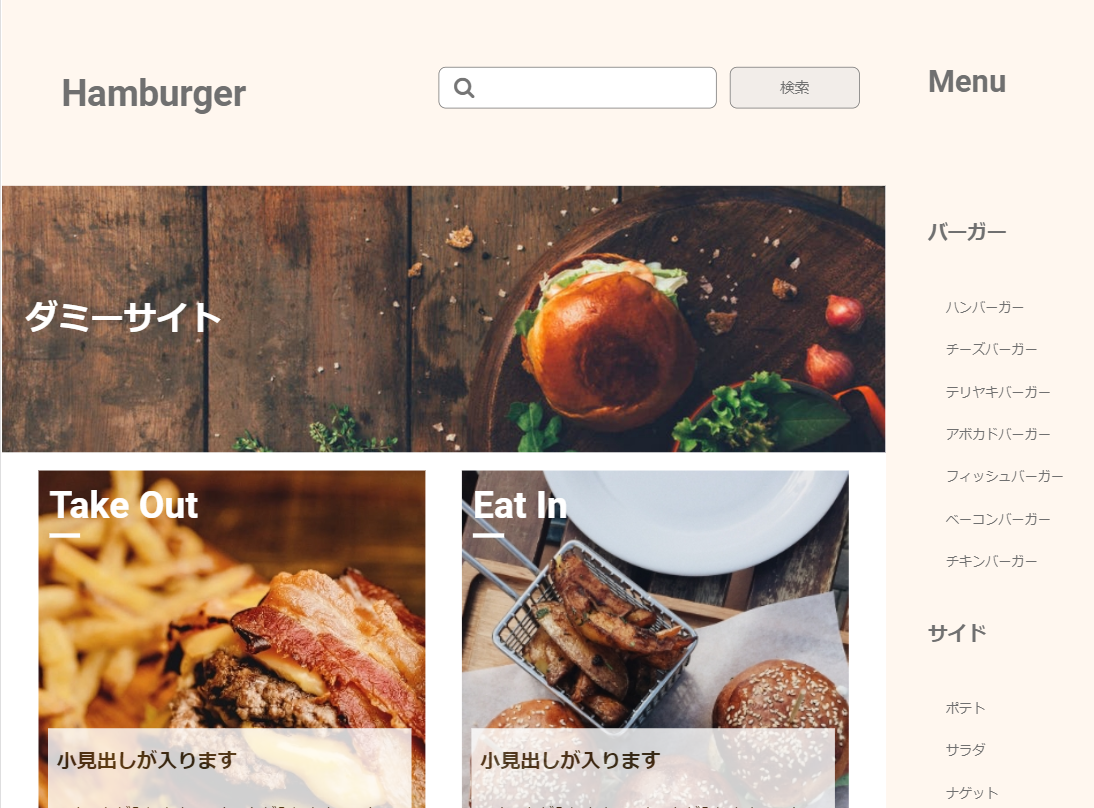 Hamburger
検索
ダミーサイト
Take Out
小見出しが入ります
Eat In
小見出しが入ります
Menu
バーガー
ハンバーガー
チーズバーガー
テリヤキバーガー
アボカドバーガー
フィッシュバーガー
ベーコンバーガー
チキンバーガー
サイド
ポテト
サラダ
ナゲット